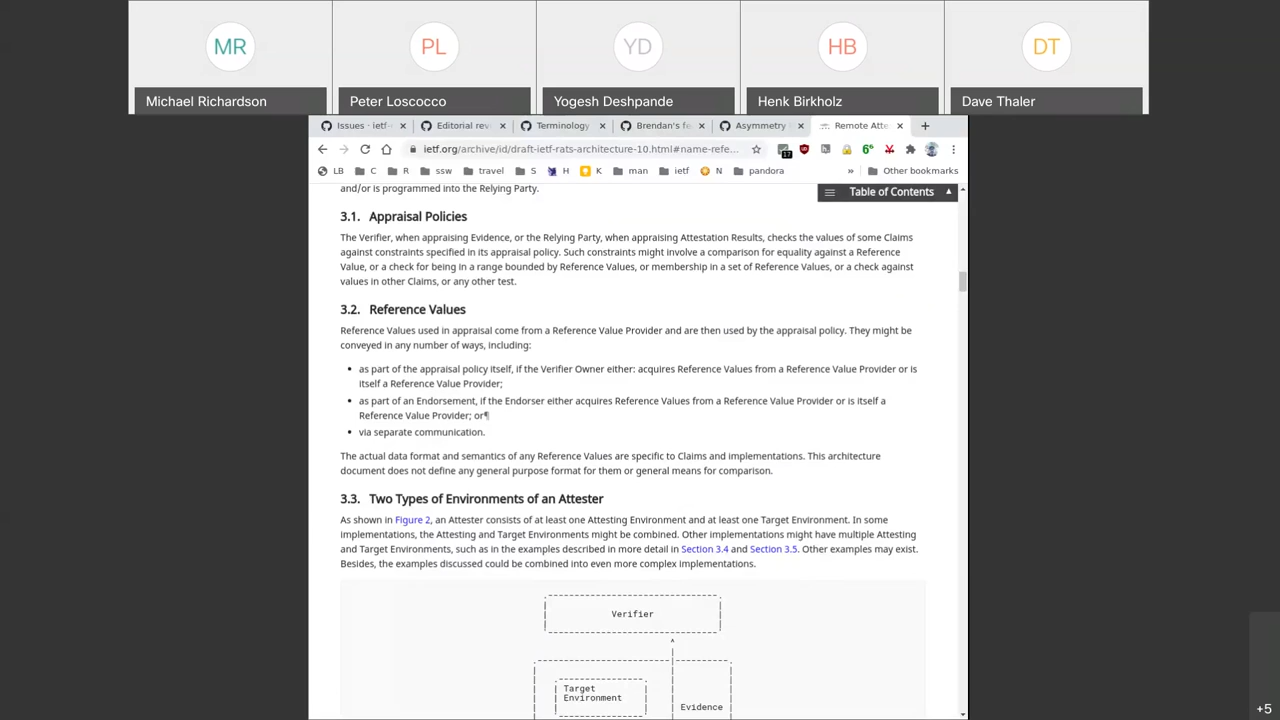 MR
PL
YD
HB
DT
Michael Richardson
Peter Loscocco
Yogesh Deshpande
Henk Birkholz
Dave Thaler
Issues · ietf-
Editorial rev
Terminology
Brendan's fe
Asymmetry
Remote Atte
ietf.org/archive/id/draft-ietf-rats-architecture-10.html#name-refe...
17
6
LB
C
R
ssw
travel
S
H
K
man
ietf
N
pandora
»
Other bookmarks
and/or is programmed into the Relying Party.
Table of Contents
3.1. Appraisal Policies
The Verifier, when appraising Evidence, or the Relying Party, when appraising Attestation Results, checks the values of some Claims
against constraints specified in its appraisal policy. Such constraints might involve a comparison for equality against a Reference
Value, or a check for being in a range bounded by Reference Values, or membership in a set of Reference Values, or a check against
values in other Claims, or any other test.
3.2. Reference Values
Reference Values used in appraisal come from a Reference Value Provider and are then used by the appraisal policy. They might be
conveyed in any number of ways, including:
• as part of the appraisal policy itself, if the Verifier Owner either: acquires Reference Values from a Reference Value Provider or is
itself a Reference Value Provider;
• as part of an Endorsement, if the Endorser either acquires Reference Values from a Reference Value Provider or is itself a
Reference Value Provider; or¶
• via separate communication.
The actual data format and semantics of any Reference Values are specific to Claims and implementations. This architecture
document does not define any general purpose format for them or general means for comparison.
3.3. Two Types of Environments of an Attester
As shown in Figure 2, an Attester consists of at least one Attesting Environment and at least one Target Environment. In some
implementations, the Attesting and Target Environments might be combined. Other implementations might have multiple Attesting
and Target Environments, such as in the examples described in more detail in Section 3.4 and Section 3.5. Other examples may exist.
Besides, the examples discussed could be combined into even more complex implementations.
Verifier
Target
Environment
Evidence
+5